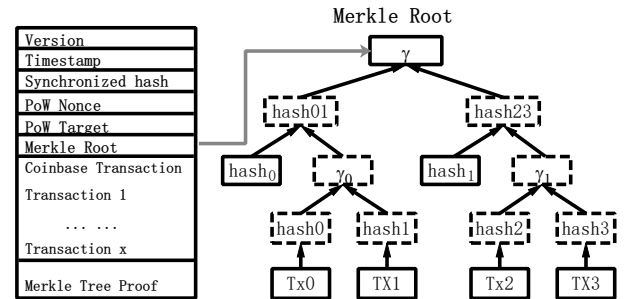 Merkle Root
Version
Timestamp
Synchronized hash
PoW Nonce
PoW Target
Merkle Root
Coinbase Transaction
Transaction 1
... ...
Transaction x
Merkle Tree Proof
γ
hash01
hash23
hash₀
γ₀
hash₁
γ₁
hash0
hash1
hash2
hash3
Tx0
TX1
Tx2
TX3